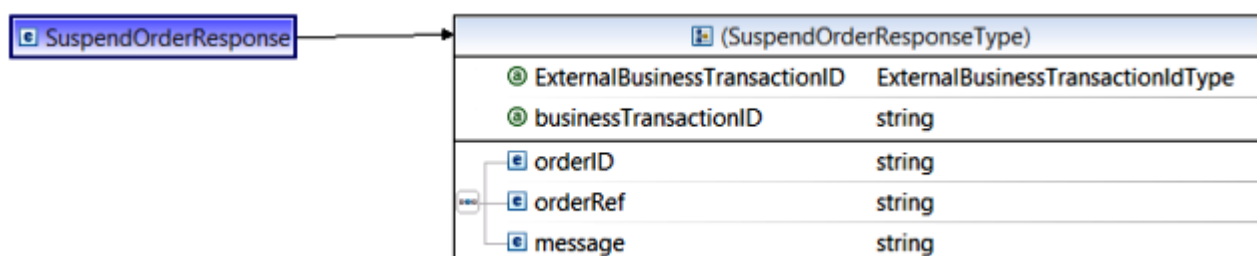 SuspendOrderResponse
(SuspendOrderResponseType)
ExternalBusinessTransactionID ExternalBusinessTransactionIdType
businessTransactionID string
orderID string
orderRef string
message string